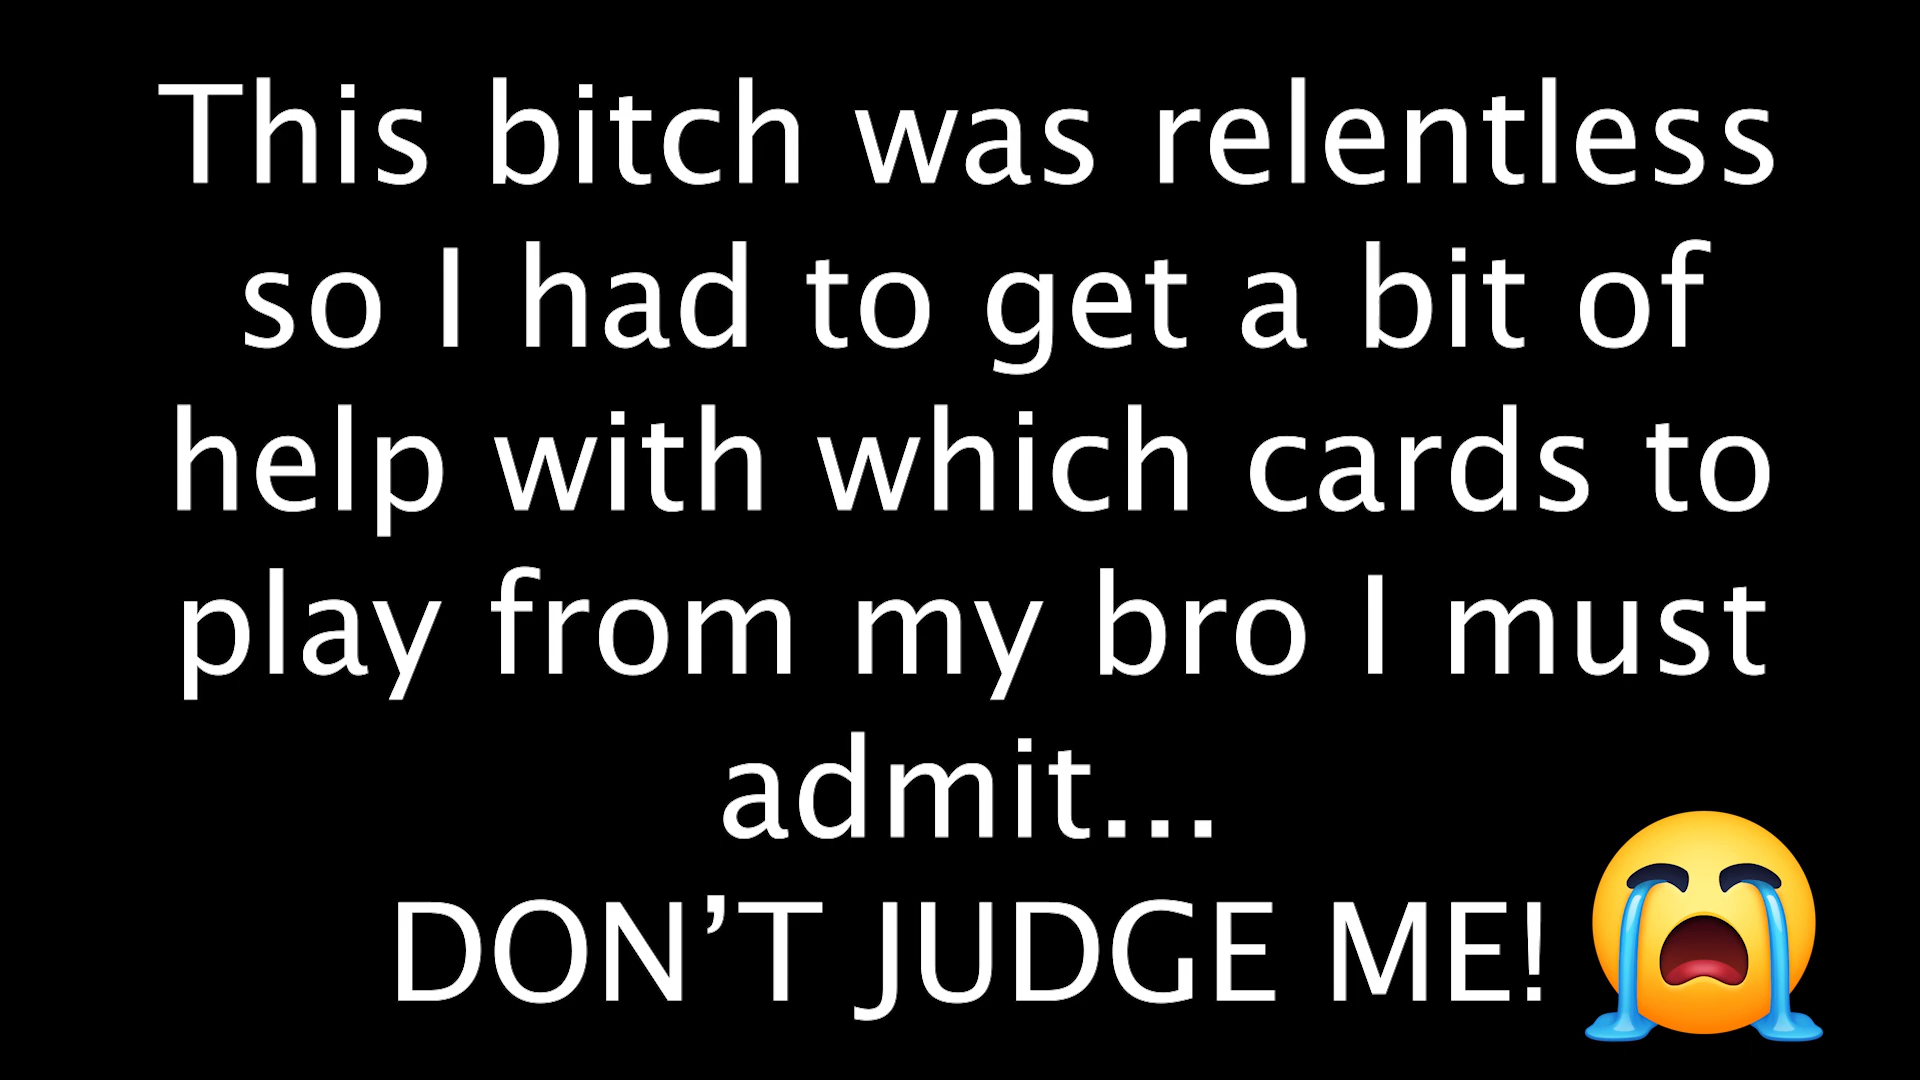 This bitch was relentless
so I had to get a bit of
help with which cards to
play from my bro I must
admit...
DON’T JUDGE ME! 😭